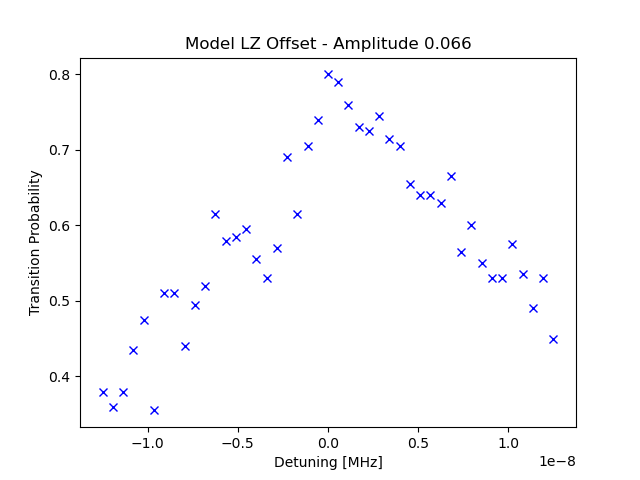 Model LZ Offset - Amplitude 0.066
0.8
0.7
0.6
0.5
0.4
Transition Probability
−1.0 −0.5 0.0 0.5 1.0
1e−8
Detuning [MHz]